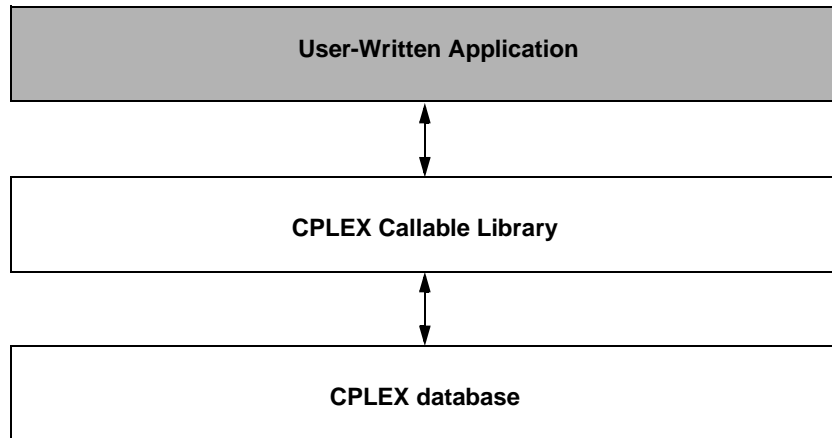 User-Written Application
CPLEX Callable Library
CPLEX database